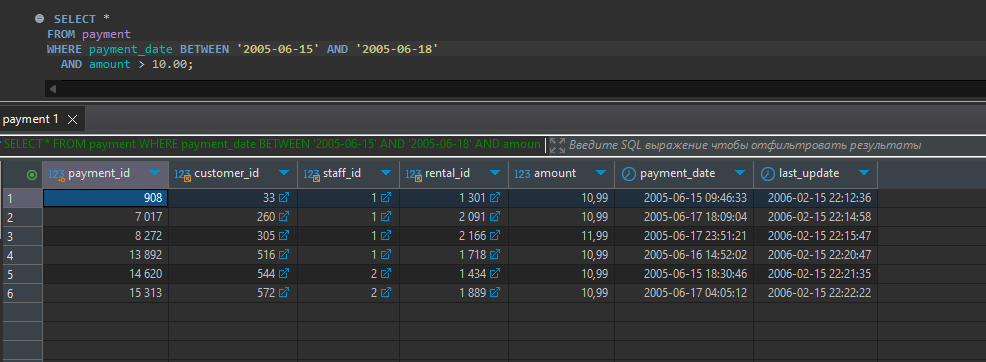 SELECT *
FROM payment
WHERE payment_date BETWEEN '2005-06-15' AND '2005-06-18'
AND amount > 10.00;
payment 1
SELECT * FROM payment WHERE payment_date BETWEEN '2005-06-15' AND '2005-06-18' AND amoun Введите SQL выражение чтобы отфильтровать результаты
123 payment_id 123 customer_id 123 staff_id 123 rental_id 123 amount payment_date last_update
1 908 33 1 1 301 10,99 2005-06-15 09:46:33 2006-02-15 22:12:36
2 7 017 260 1 2 091 10,99 2005-06-17 18:09:04 2006-02-15 22:14:58
3 8 272 305 1 2 166 11,99 2005-06-17 23:51:21 2006-02-15 22:15:47
4 13 892 516 1 1 718 10,99 2005-06-16 14:52:02 2006-02-15 22:20:47
5 14 620 544 2 1 434 10,99 2005-06-15 18:30:46 2006-02-15 22:21:35
6 15 313 572 2 1 889 10,99 2005-06-17 04:05:12 2006-02-15 22:22:22